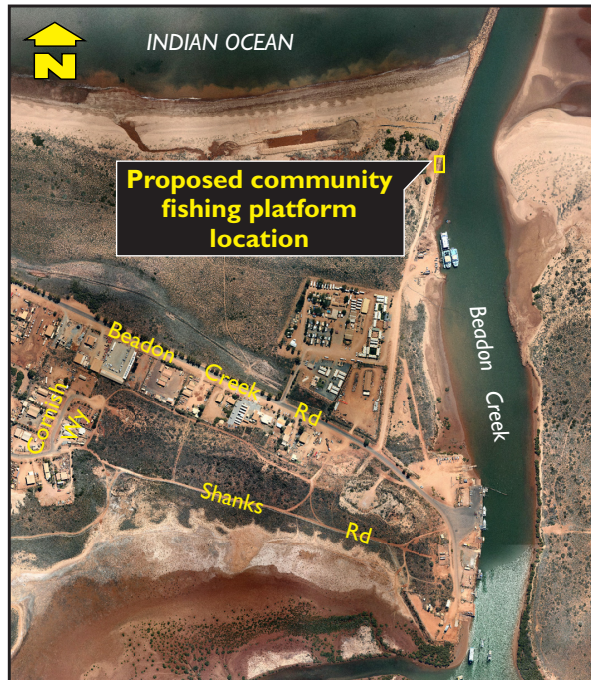 INDIAN OCEAN
N
Proposed community
fishing platform
location
Beadon Creek
Beadon Creek Rd
Cornish Wy
Shanks Rd